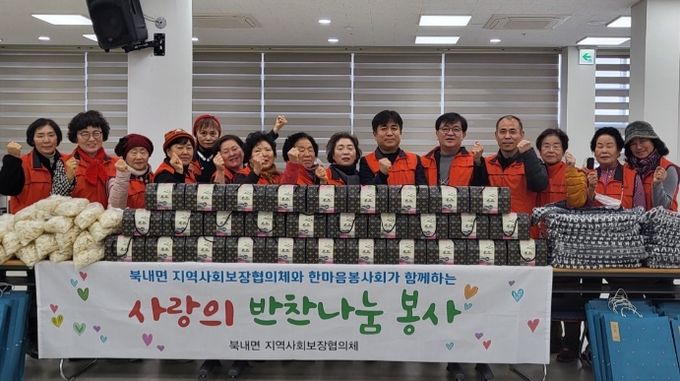 북내면 지역사회보장협의체와 한마음봉사회가 함께하는
사랑의 반찬나눔 봉사
북내면 지역사회보장협의체